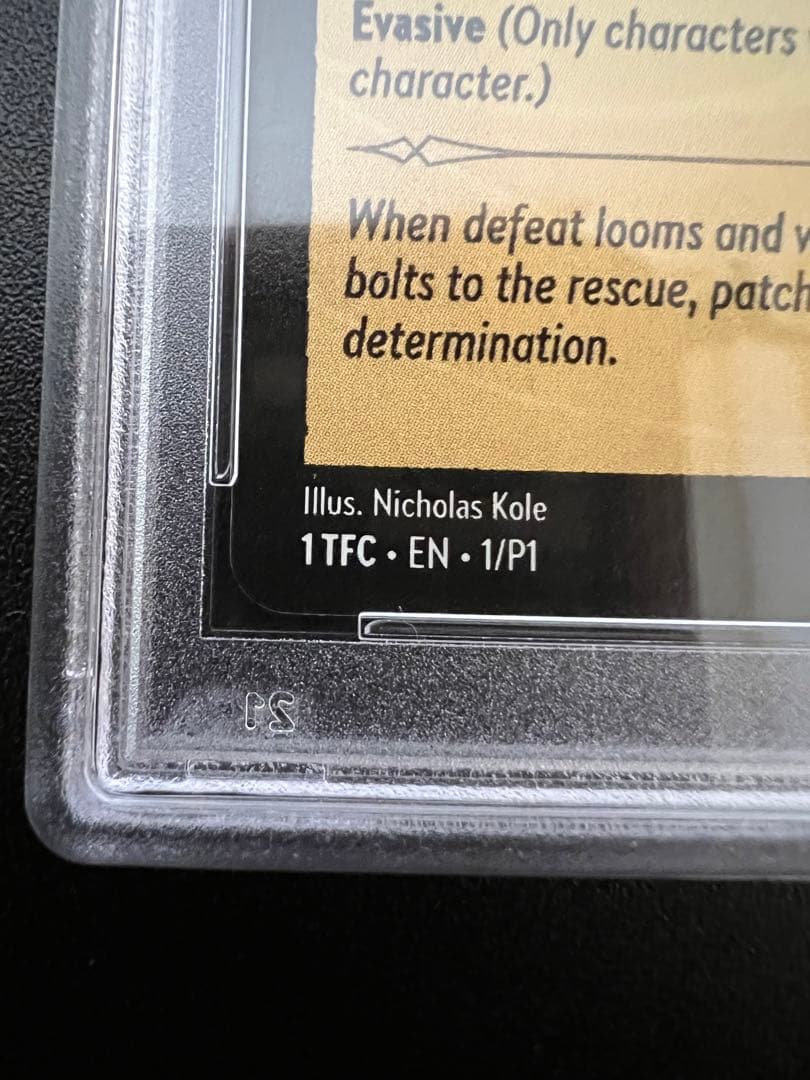 Evasive (Only characters
character.)
When defeat looms and
bolts to the rescue, patch
determination.
Illus. Nicholas Kole
1 TFC • EN • 1/P1